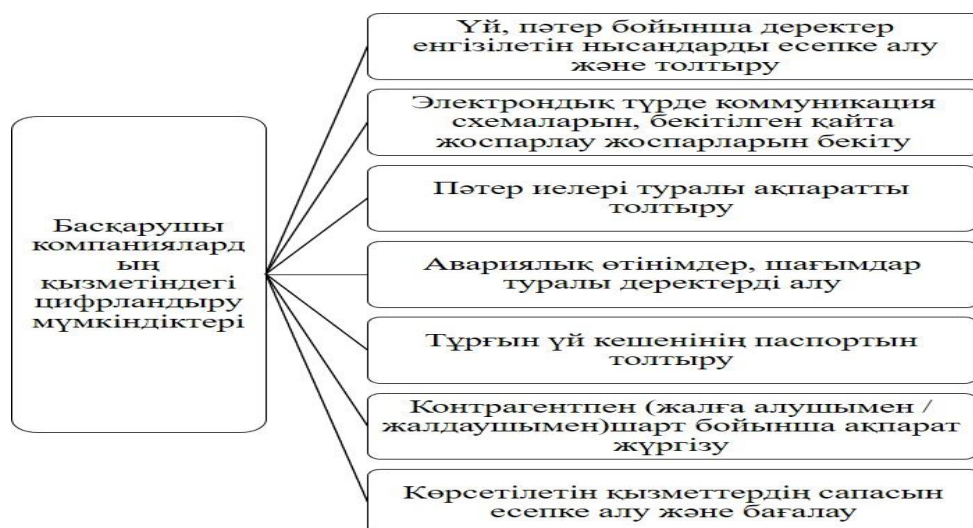 Басқарушы
компаниялард
ың
қызметіндегі
цифрландыру
мүмкіндіктері
Үй, пәтер бойынша деректер
енгізілетін нысандарды есепке алу
және толтыру
Электрондық түрде коммуникация
схемаларын, бекітілген қайта
жоспарлау жоспарларын бекіту
Пәтер иелері туралы ақпаратты
толтыру
Авариялық өтінімдер, шағымдар
туралы деректерді алу
Тұрғын үй кешенінің паспортын
толтыру
Контрагентпен (жалға алушымен /
жалдаушымен)шарт бойынша ақпарат
жүргізу
Көрсетілетін қызметтердің сапасын
есепке алу және бағалау